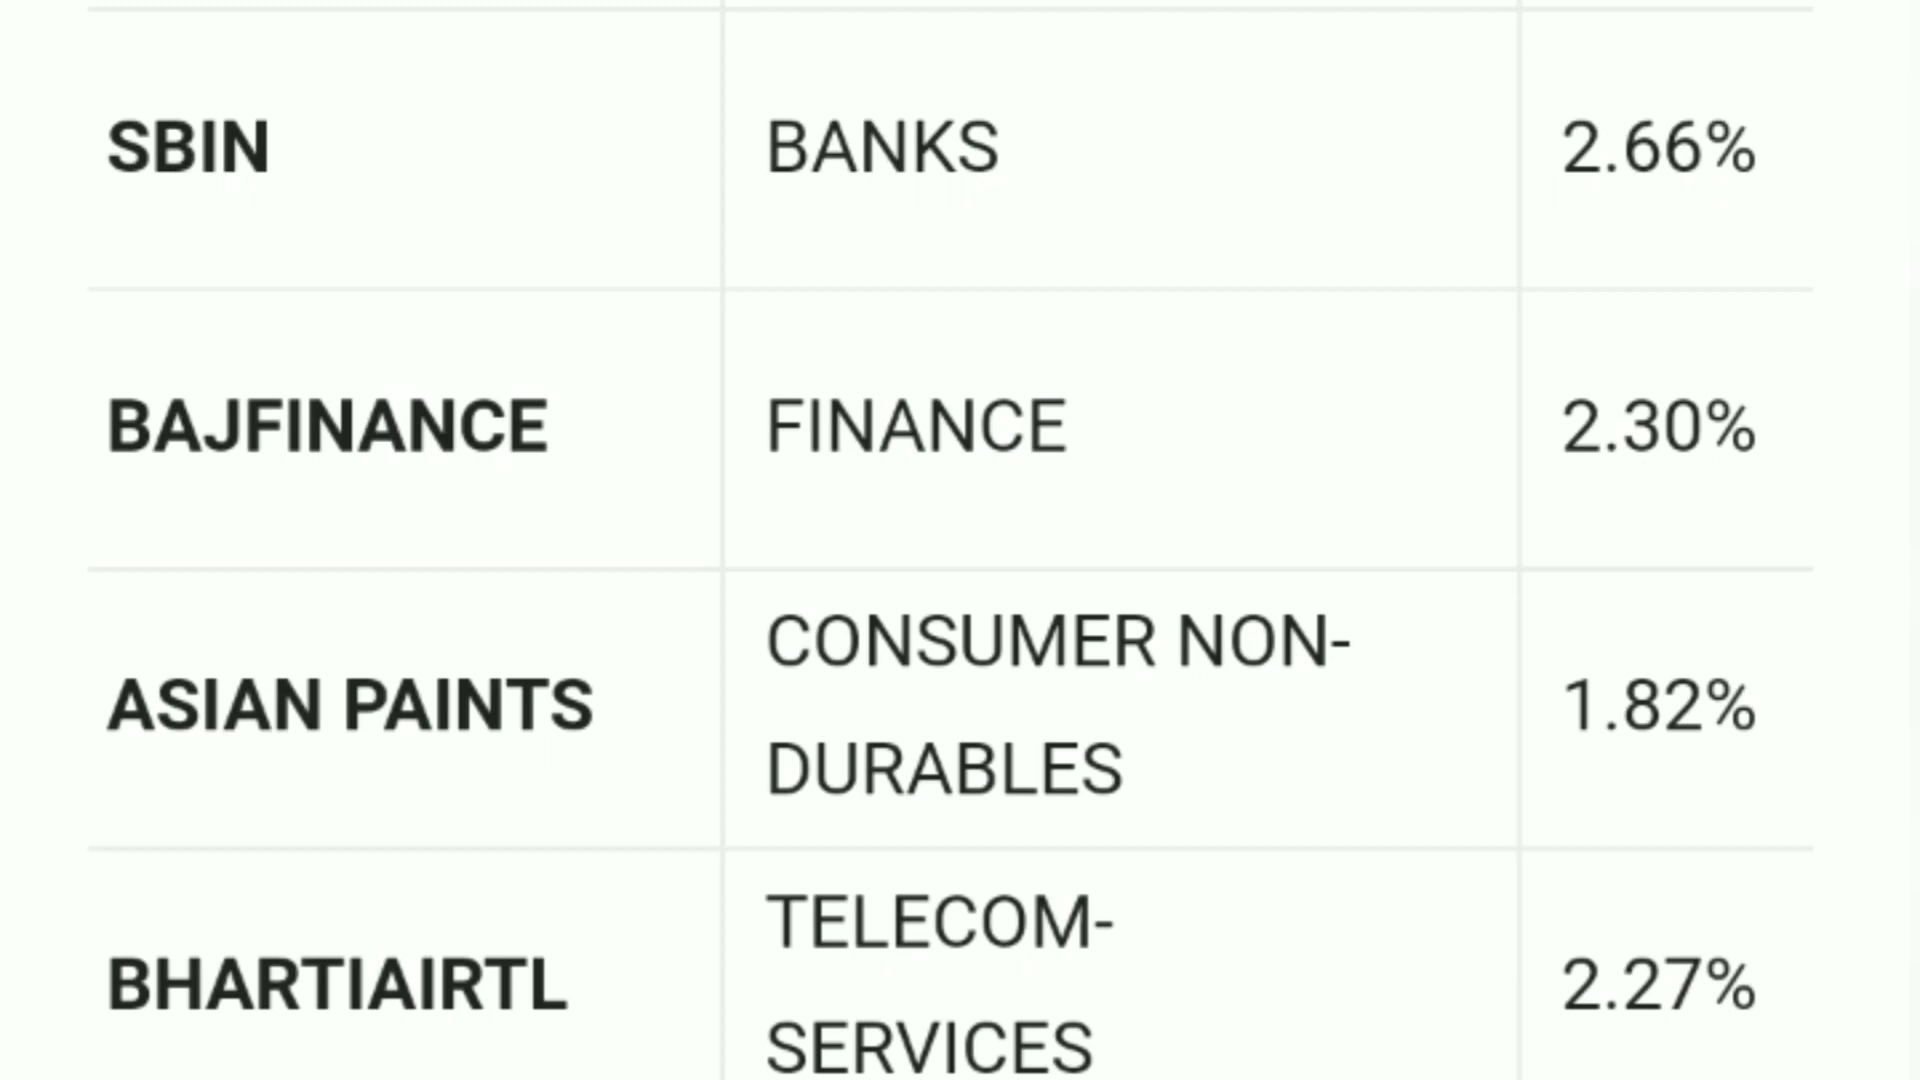 SBIN BANKS 2.66%
BAJFINANCE FINANCE 2.30%
CONSUMER NON-
ASIAN PAINTS 1.82%
DURABLES
TELECOM-
BHARTIAIRTL 2.27%
SERVICES